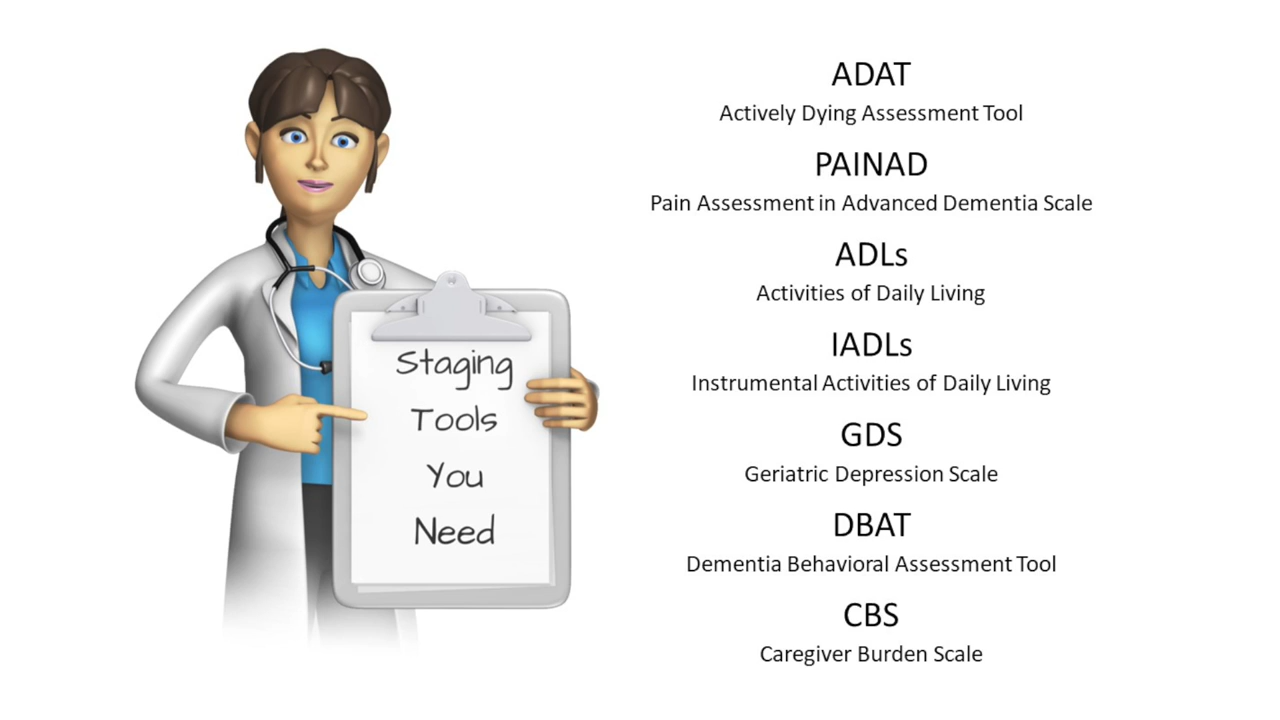 Staging
Tools
You
Need
ADAT
Actively Dying Assessment Tool
PAINAD
Pain Assessment in Advanced Dementia Scale
ADLs
Activities of Daily Living
IADLs
Instrumental Activities of Daily Living
GDS
Geriatric Depression Scale
DBAT
Dementia Behavioral Assessment Tool
CBS
Caregiver Burden Scale